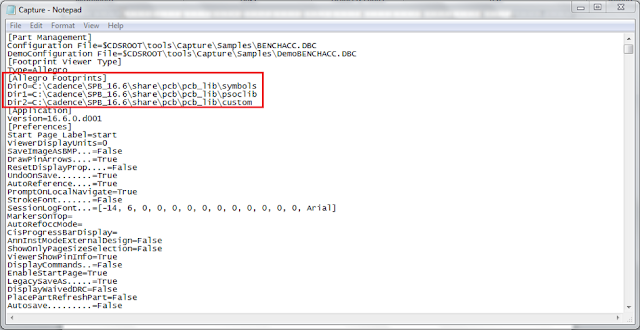 Capture - Notepad
File Edit Format View Help
[Part Management]
Configuration File=$CDSROOT\tools\Capture\Samples\BENCHACC.DBC
DemoConfiguration File=$CDSROOT\tools\Capture\Samples\DemoBENCHACC.DBC
[Footprint Viewer Type]
Type=Allegro
[Allegro Footprints]
Dir0=C:\Cadence\SPB_16.6\share\pcb\pcb_lib\symbols
Dir1=C:\Cadence\SPB_16.6\share\pcb\pcb_lib\psoclib
Dir2=C:\Cadence\SPB_16.6\share\pcb\pcb_lib\custom
[Application]
Version=16.6.0.d001
[Preferences]
Start Page Label=start
ViewerDisplayUnits=0
SaveImageAsBMP...=False
DrawPinArrows....=True
ResetDisplayProp....=False
UndoOnSave.......=True
AutoReference....=True
PromptOnLocalNavigate=True
StrokeFont.......=False
SessionLogFont...=[-14, 6, 0, 0, 0, 0, 0, 0, 0, 0, 0, 0, 0, Arial]
MarkersOnTop=
AutoRefOccMode=
CisProgressBarDisplay=
AnnInstModeExternalDesign=False
ShowOnlyPageSizeSelection=False
ViewerShowPinInfo=True
DisplayCommands..=False
EnableStartPage=True
LegacySaveAs.....=True
DisplayWaivedDRC=False
PlacePartRefreshPart=False
Autosave.........=False